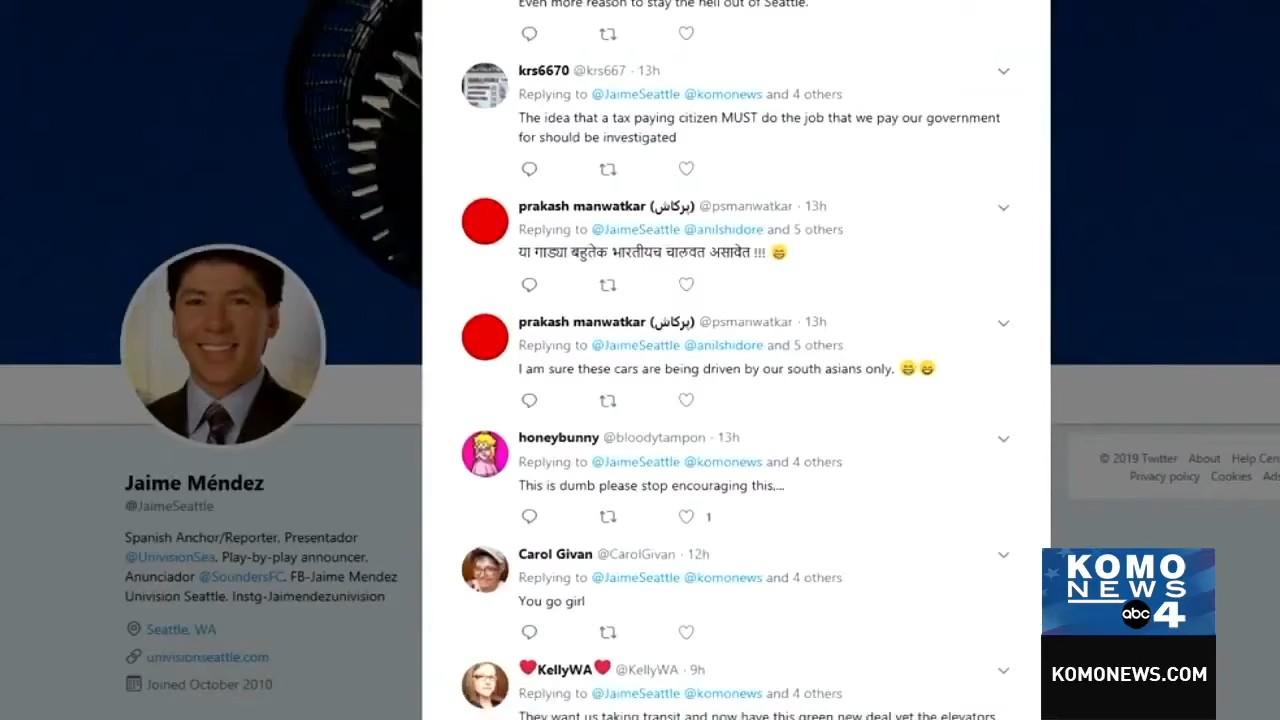 Even more reason to stay the hell out of Seattle.
krs6670 @krs667 · 13h
Replying to @JaimeSeattle @komonews and 4 others
The idea that a tax paying citizen MUST do the job that we pay our government
for should be investigated
prakash manwatkar (پرکاش) @psmanwatkar · 13h
Replying to @JaimeSeattle @anilshidore and 5 others
या गाड्या बहुतेक भारतीयच चालवत असावेत !!! 😄
prakash manwatkar (پرکاش) @psmanwatkar · 13h
Replying to @JaimeSeattle @anilshidore and 5 others
I am sure these cars are being driven by our south asians only. 😄😄
honeybunny @bloodytampon · 13h
Replying to @JaimeSeattle @komonews and 4 others
This is dumb please stop encouraging this,...
1
Carol Givan @CarolGivan · 12h
Replying to @JaimeSeattle @komonews and 4 others
You go girl
❤KellyWA❤ @KellyWA · 9h
Replying to @JaimeSeattle @komonews and 4 others
They want us taking transit and now have this green new deal yet the elevators
Jaime Méndez
@JaimeSeattle
Spanish Anchor/Reporter. Presentador
@UnivisionSea. Play-by-play announcer.
Anunciador @SoundersFC. FB-Jaime Mendez
Univision Seattle. Instg-Jaimendezunivision
Seattle, WA
univisionseattle.com
Joined October 2010
© 2019 Twitter About Help Cen
Privacy policy Cookies Ads
KOMO
NEWS
abc 4
KOMONEWS.COM